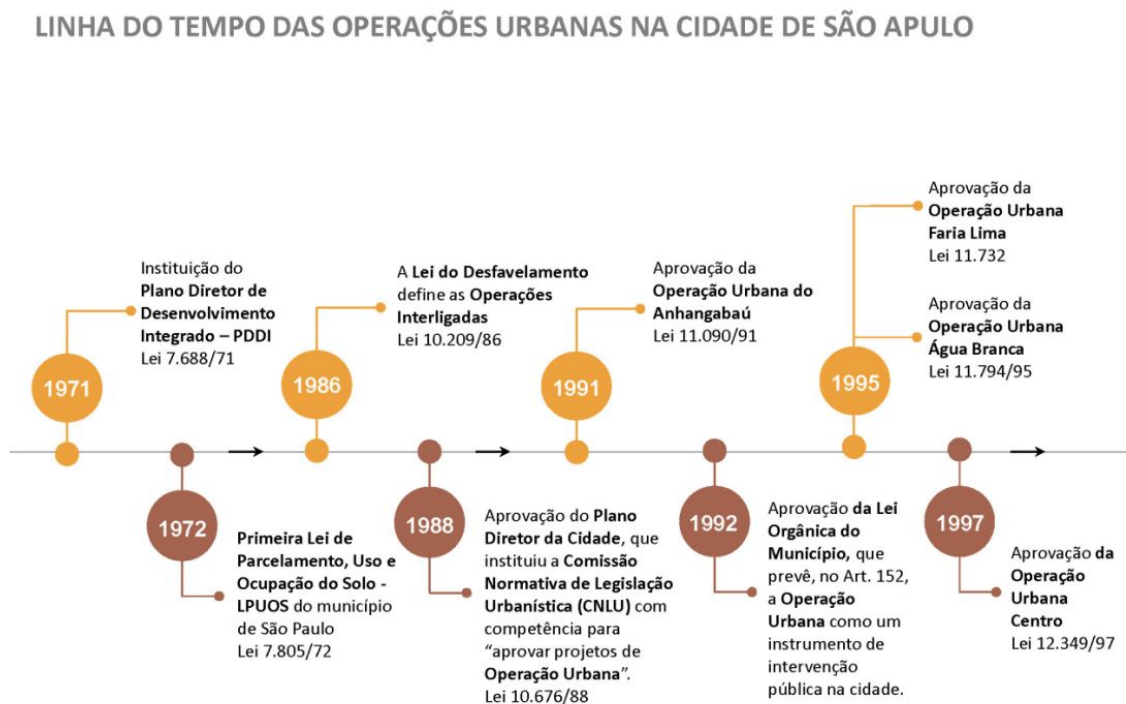 LINHA DO TEMPO DAS OPERAÇÕES URBANAS NA CIDADE DE SÃO APULO
1971
Instituição do
Plano Diretor de
Desenvolvimento
Integrado – PDDI
Lei 7.688/71
1972
Primeira Lei de
Parcelamento, Uso e
Ocupação do Solo -
LPUOS do município
de São Paulo
Lei 7.805/72
1986
A Lei do Desfavelamento
define as Operações
Interligadas
Lei 10.209/86
1988
Aprovação do Plano
Diretor da Cidade, que
instituiu a Comissão
Normativa de Legislação
Urbanística (CNLU) com
competência para
“aprovar projetos de
Operação Urbana”.
Lei 10.676/88
1991
Aprovação da
Operação Urbana do
Anhangabaú
Lei 11.090/91
1992
Aprovação da Lei
Orgânica do
Município, que
prevê, no Art. 152,
a Operação
Urbana como um
instrumento de
intervenção
pública na cidade.
1995
Aprovação da
Operação Urbana
Faria Lima
Lei 11.732
Aprovação da
Operação Urbana
Água Branca
Lei 11.794/95
1997
Aprovação da
Operação
Urbana
Centro
Lei 12.349/97